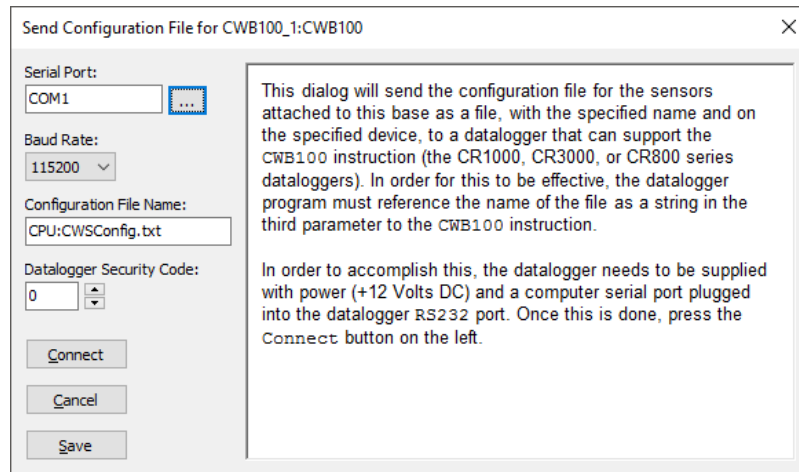 Send Configuration File for CWB100_1:CWB100
Serial Port:
COM1
...
Baud Rate:
115200
Configuration File Name:
CPU:CWSConfig.txt
Datalogger Security Code:
0
Connect
Cancel
Save
This dialog will send the configuration file for the sensors
attached to this base as a file, with the specified name and on
the specified device, to a datalogger that can support the
CWB100 instruction (the CR1000, CR3000, or CR800 series
dataloggers). In order for this to be effective, the datalogger
program must reference the name of the file as a string in the
third parameter to the CWB100 instruction.
In order to accomplish this, the datalogger needs to be supplied
with power (+12 Volts DC) and a computer serial port plugged
into the datalogger RS232 port. Once this is done, press the
Connect button on the left.